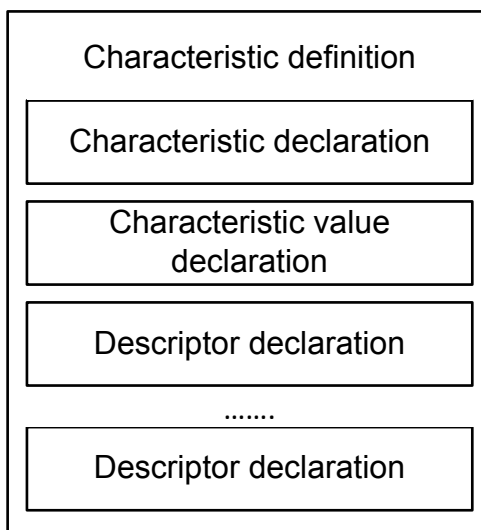 Characteristic definition
Characteristic declaration
Characteristic value
declaration
Descriptor declaration
.......
Descriptor declaration